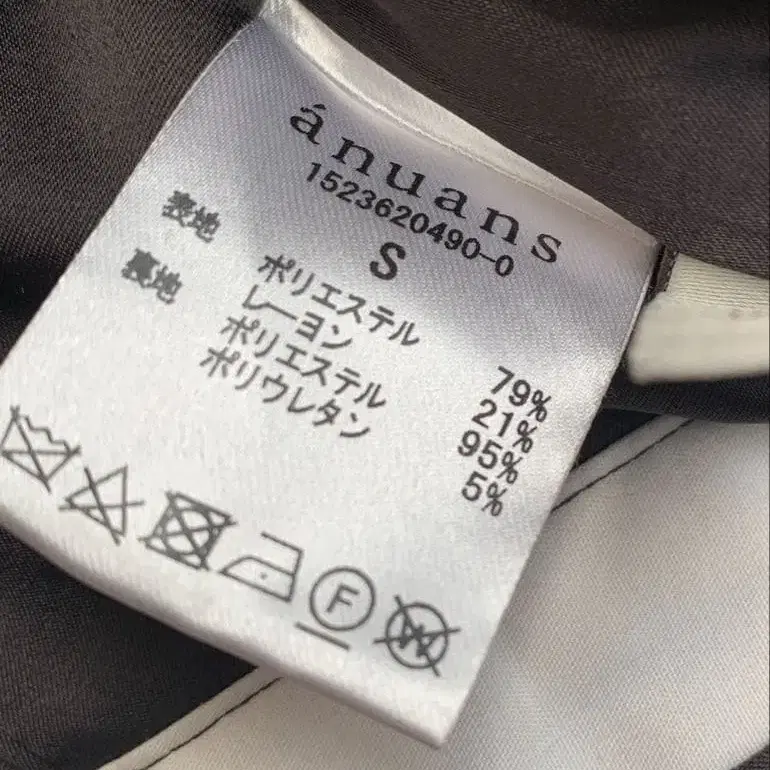 ánuans
1523620490-0
S
表地 ポリエステル 79%
レーヨン 21%
裏地 ポリエステル 95%
ポリウレタン 5%
F W